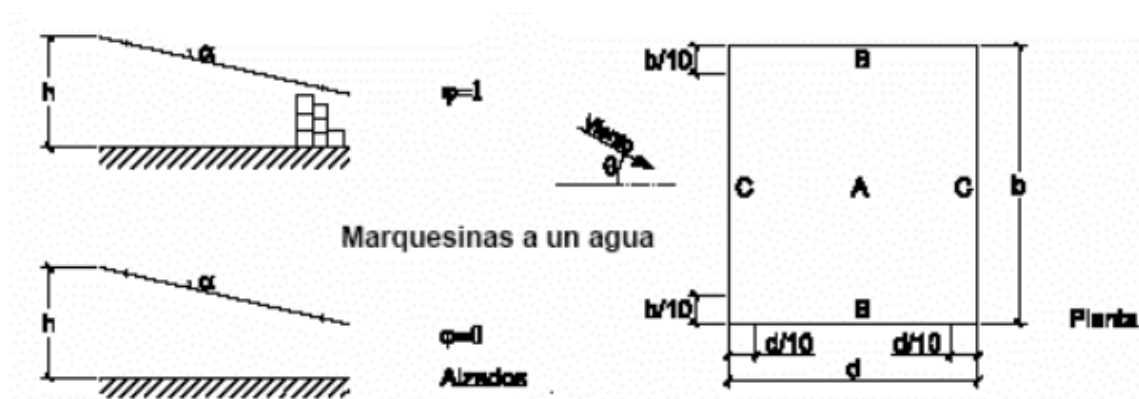 h
α
φ=1
Marquesinas a un agua
h
α
φ=0
Alzados
Viento
θ
b/10
B
C
A
C
b
b/10
B
d/10
d/10
d
Planta